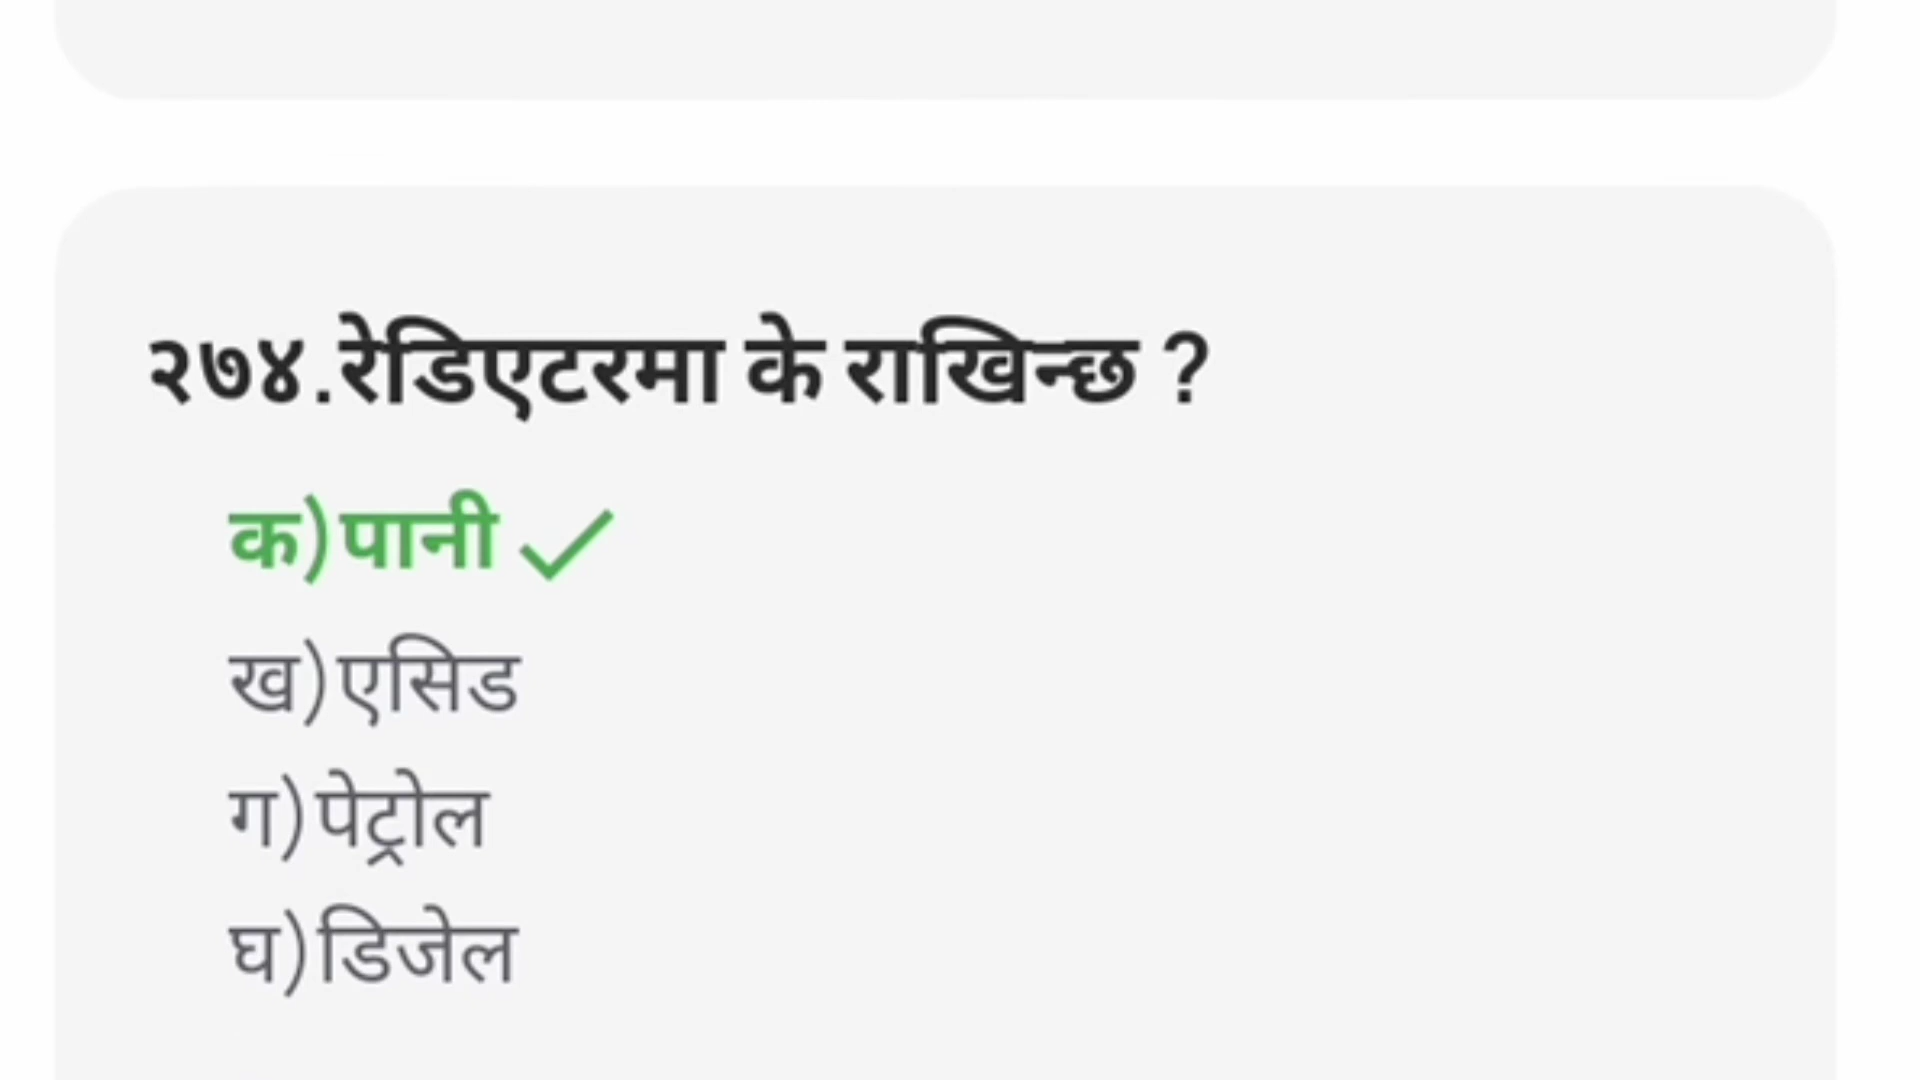 २७४.रेडिएटरमा के राखिन्छ ?
क)पानी ✓
ख)एसिड
ग)पेट्रोल
घ)डिजेल